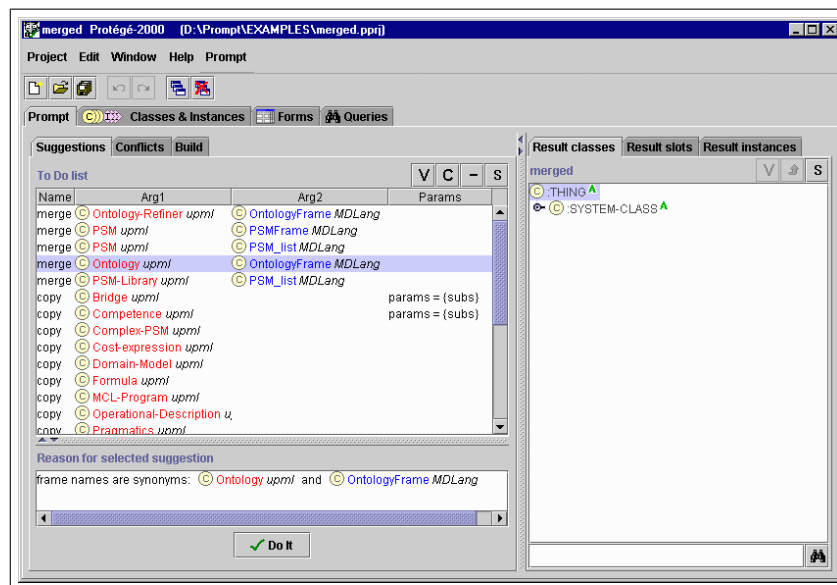 merged Protégé-2000 (D:\Prompt\EXAMPLES\merged.pprj)
Project Edit Window Help Prompt
Prompt C Classes & Instances Forms Queries
Suggestions Conflicts Build
To Do list V C – S
Name Arg1 Arg2 Params
merge C Ontology-Refiner upml C OntologyFrame MDLang
merge C PSM upml C PSMFrame MDLang
merge C PSM upml C PSM_list MDLang
merge C Ontology upml C OntologyFrame MDLang
merge C PSM-Library upml C PSM_list MDLang
copy C Bridge upml params = {subs}
copy C Competence upml params = {subs}
copy C Complex-PSM upml
copy C Cost-expression upml
copy C Domain-Model upml
copy C Formula upml
copy C MCL-Program upml
copy C Operational-Description u
copy C Pragmatics upml
Reason for selected suggestion
frame names are synonyms: C Ontology upml and C OntologyFrame MDLang
Do It
Result classes Result slots Result instances
merged V S
C :THING A
C :SYSTEM-CLASS A